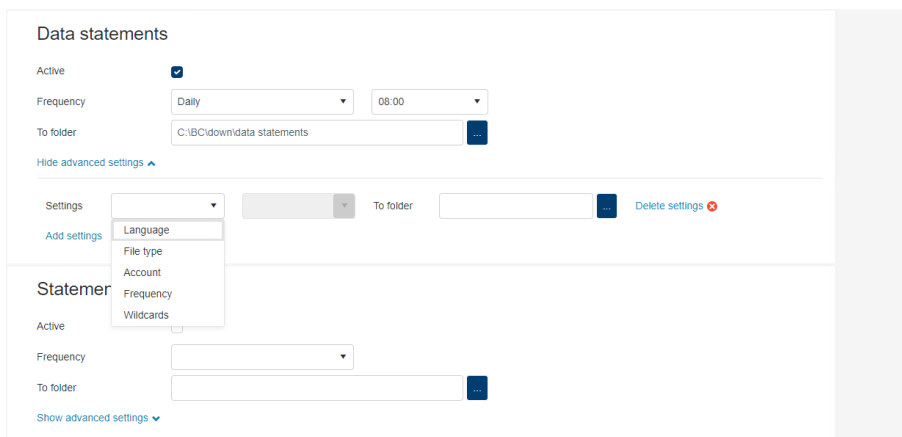 Data statements
Active
Frequency Daily 08:00
To folder C:\BC\down\data statements ...
Hide advanced settings
Settings To folder ... Delete settings
Add settings
Language
File type
Account
Frequency
Wildcards
Statemen
Active
Frequency
To folder ...
Show advanced settings